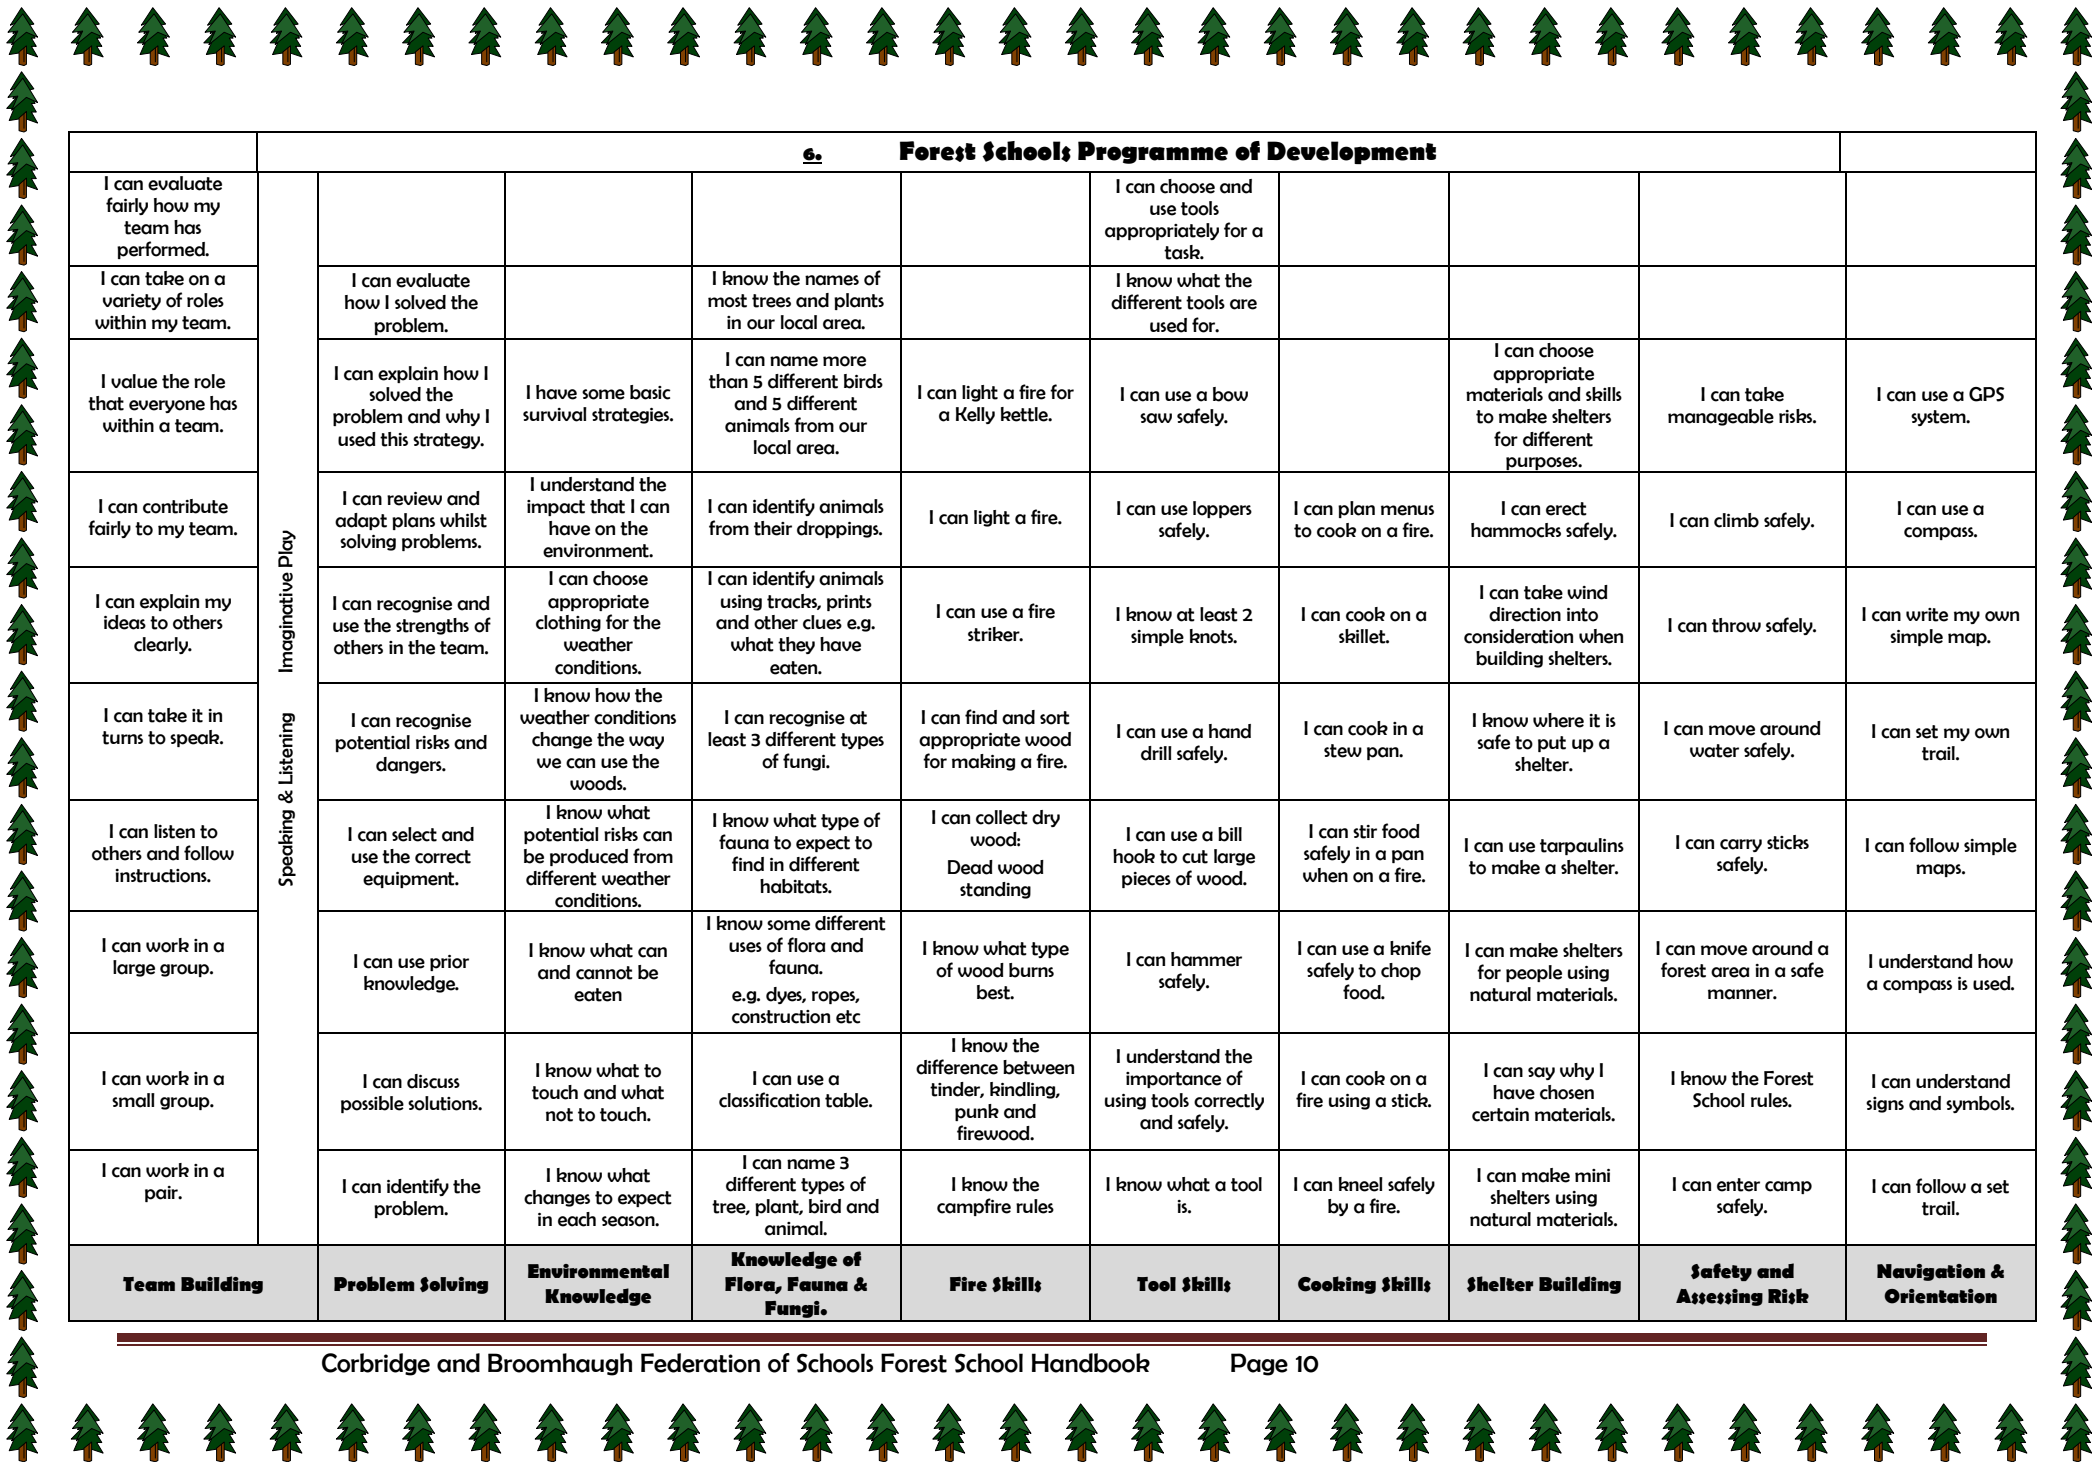 6. Forest Schools Programme of Development
I can evaluate
fairly how my
team has
performed.
I can choose and
use tools
appropriately for a
task.
I can take on a
variety of roles
within my team.
I can evaluate
how I solved the
problem.
I know the names of
most trees and plants
in our local area.
I know what the
different tools are
used for.
I value the role
that everyone has
within a team.
I can explain how I
solved the
problem and why I
used this strategy.
I have some basic
survival strategies.
I can name more
than 5 different birds
and 5 different
animals from our
local area.
I can light a fire for
a Kelly kettle.
I can use a bow
saw safely.
I can choose
appropriate
materials and skills
to make shelters
for different
purposes.
I can take
manageable risks.
I can use a GPS
system.
I can contribute
fairly to my team.
I can review and
adapt plans whilst
solving problems.
I understand the
impact that I can
have on the
environment.
I can identify animals
from their droppings.
I can light a fire.
I can use loppers
safely.
I can plan menus
to cook on a fire.
I can erect
hammocks safely.
I can climb safely.
I can use a
compass.
I can explain my
ideas to others
clearly.
I can recognise and
use the strengths of
others in the team.
I can choose
appropriate
clothing for the
weather
conditions.
I can identify animals
using tracks, prints
and other clues e.g.
what they have
eaten.
I can use a fire
striker.
I know at least 2
simple knots.
I can cook on a
skillet.
I can take wind
direction into
consideration when
building shelters.
I can throw safely.
I can write my own
simple map.
I can take it in
turns to speak.
I can recognise
potential risks and
dangers.
I know how the
weather conditions
change the way
we can use the
woods.
I can recognise at
least 3 different types
of fungi.
I can find and sort
appropriate wood
for making a fire.
I can use a hand
drill safely.
I can cook in a
stew pan.
I know where it is
safe to put up a
shelter.
I can move around
water safely.
I can set my own
trail.
I can listen to
others and follow
instructions.
I can select and
use the correct
equipment.
I know what
potential risks can
be produced from
different weather
conditions.
I know what type of
fauna to expect to
find in different
habitats.
I can collect dry
wood:
Dead wood
standing
I can use a bill
hook to cut large
pieces of wood.
I can stir food
safely in a pan
when on a fire.
I can use tarpaulins
to make a shelter.
I can carry sticks
safely.
I can follow simple
maps.
I can work in a
large group.
I can use prior
knowledge.
I know what can
and cannot be
eaten
I know some different
uses of flora and
fauna.
e.g. dyes, ropes,
construction etc
I know what type
of wood burns
best.
I can hammer
safely.
I can use a knife
safely to chop
food.
I can make shelters
for people using
natural materials.
I can move around a
forest area in a safe
manner.
I understand how
a compass is used.
I can work in a
small group.
I can discuss
possible solutions.
I know what to
touch and what
not to touch.
I can use a
classification table.
I know the
difference between
tinder, kindling,
punk and
firewood.
I understand the
importance of
using tools correctly
and safely.
I can cook on a
fire using a stick.
I can say why I
have chosen
certain materials.
I know the Forest
School rules.
I can understand
signs and symbols.
I can work in a
pair.
I can identify the
problem.
I know what
changes to expect
in each season.
I can name 3
different types of
tree, plant, bird and
animal.
I know the
campfire rules
I know what a tool
is.
I can kneel safely
by a fire.
I can make mini
shelters using
natural materials.
I can enter camp
safely.
I can follow a set
trail.
Speaking & Listening Imaginative Play
Team Building
Problem Solving
Environmental
Knowledge
Knowledge of
Flora, Fauna &
Fungi.
Fire Skills
Tool Skills
Cooking Skills
Shelter Building
Safety and
Assessing Risk
Navigation &
Orientation
Corbridge and Broomhaugh Federation of Schools Forest School Handbook Page 10